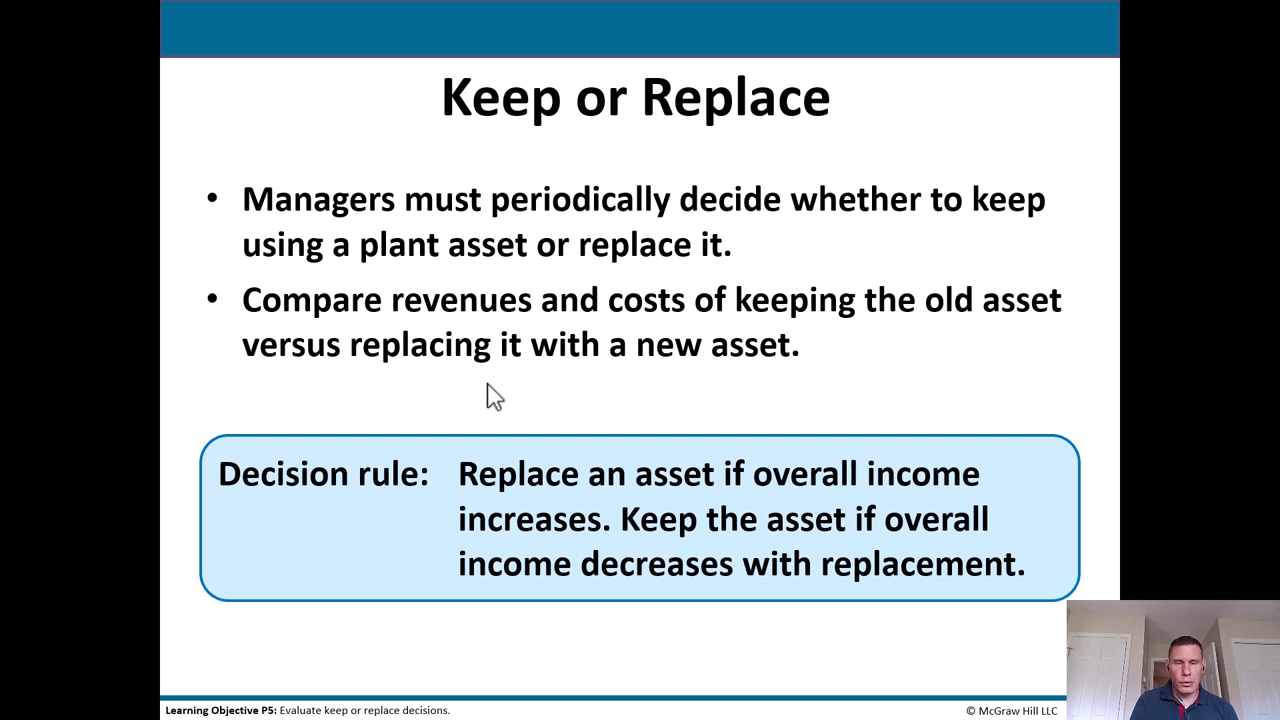 Keep or Replace
• Managers must periodically decide whether to keep
using a plant asset or replace it.
• Compare revenues and costs of keeping the old asset
versus replacing it with a new asset.
Decision rule: Replace an asset if overall income
increases. Keep the asset if overall
income decreases with replacement.
Learning Objective P5: Evaluate keep or replace decisions.
© McGraw Hill LLC